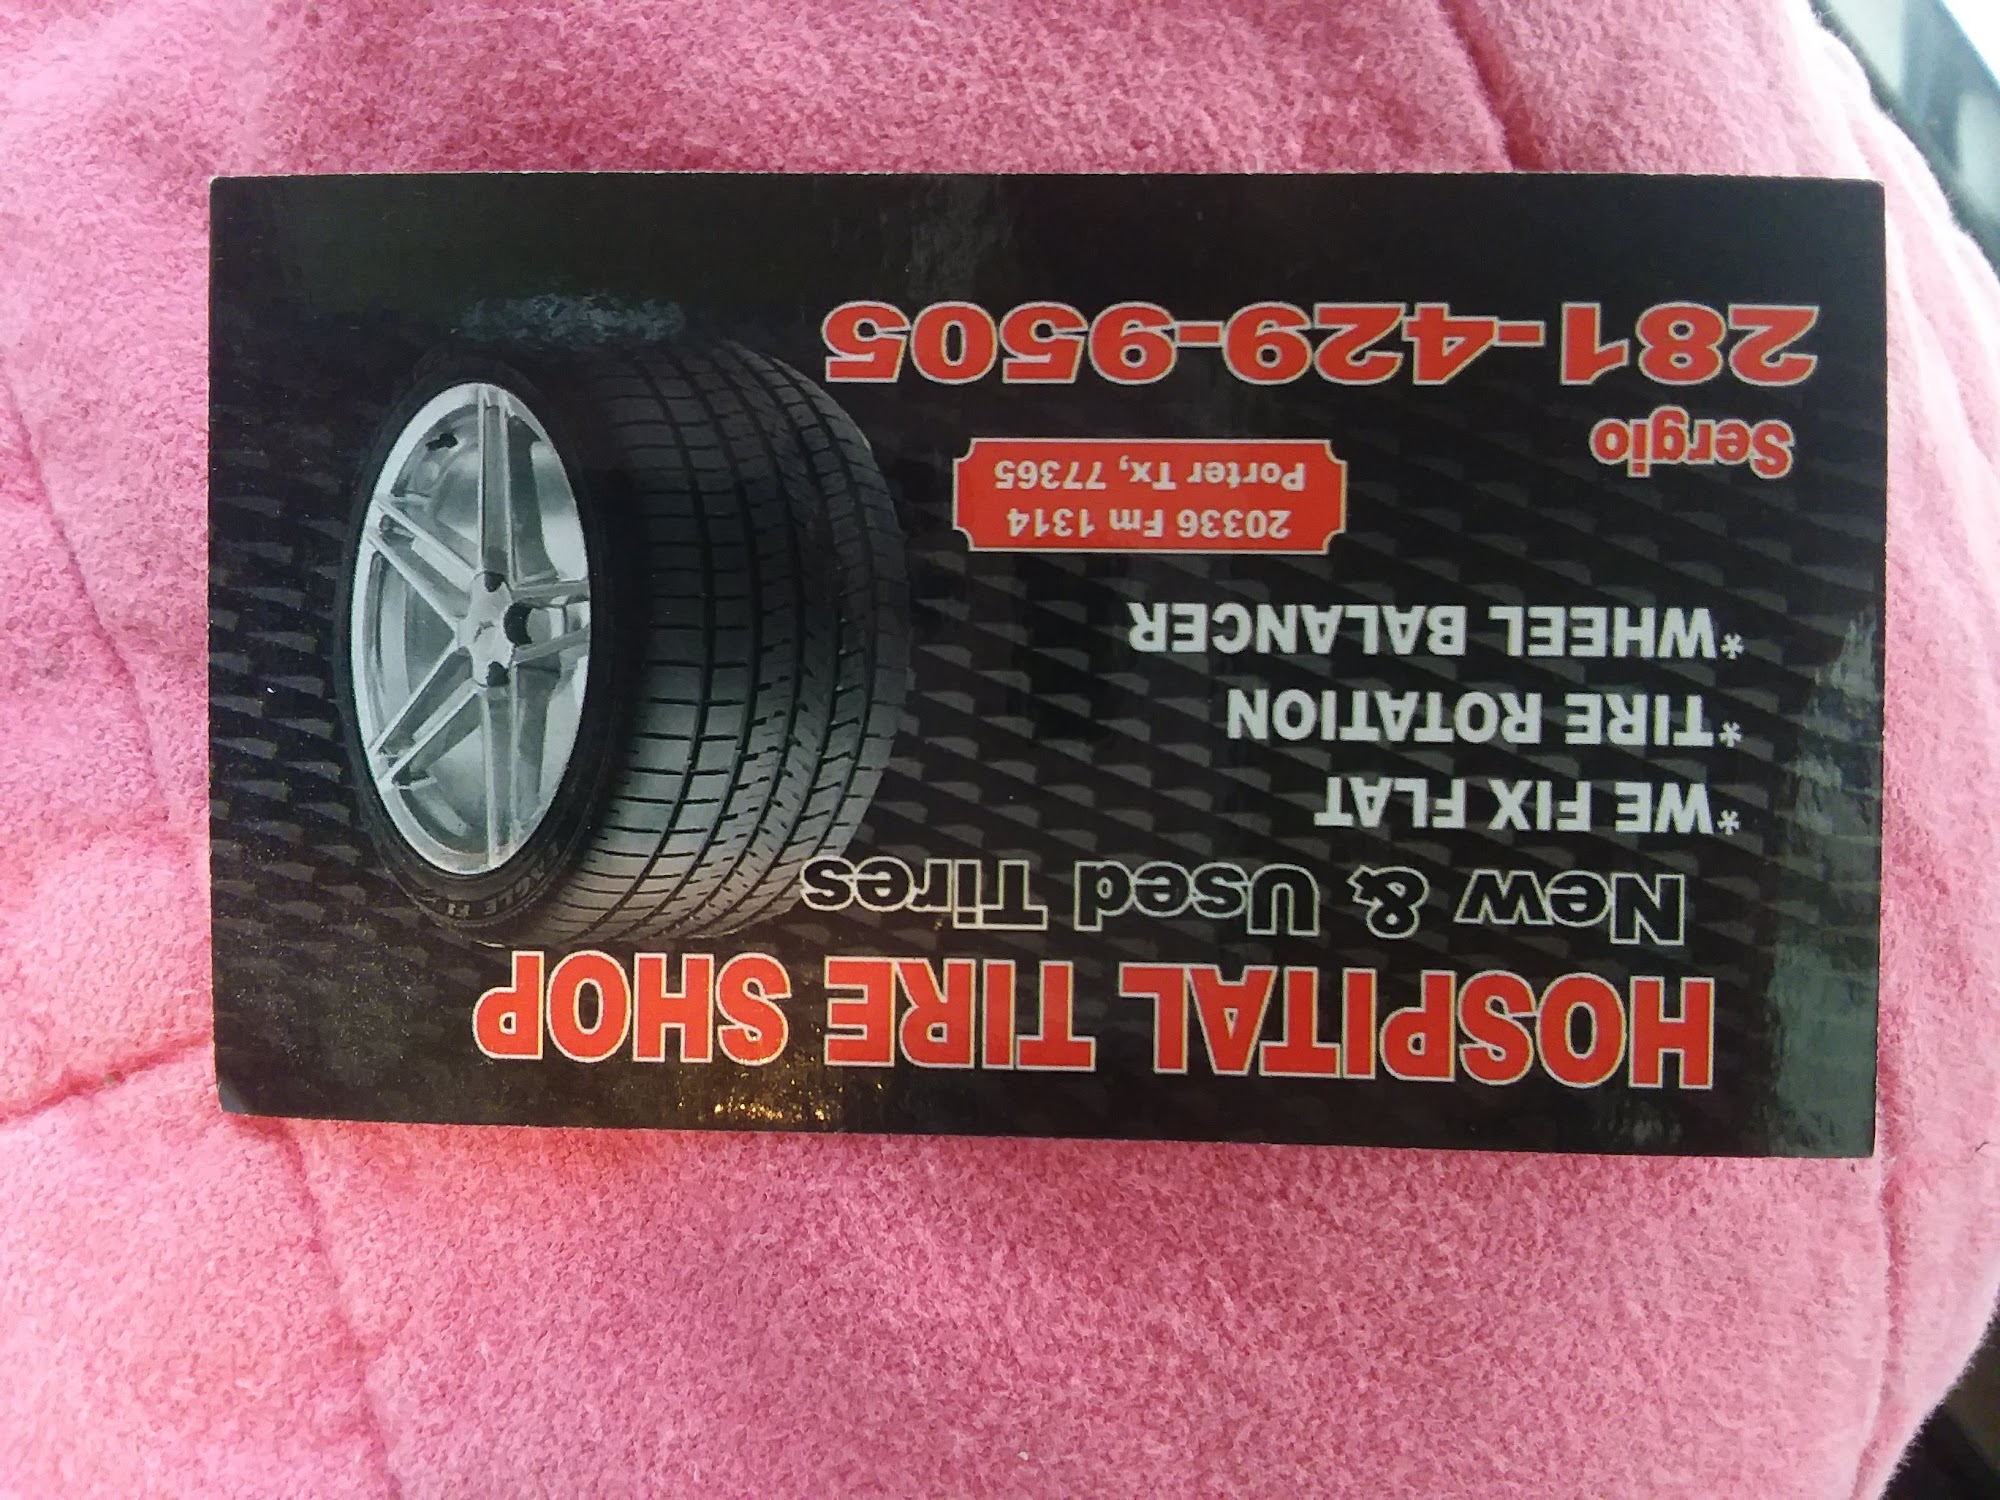 HOSPITAL TIRE SHOP
New & Used Tires
*WE FIX FLAT
*TIRE ROTATION
*WHEEL BALANCER
20336 Fm 1314
Porter Tx, 77365
Sergio
281-429-9505
EAGLE